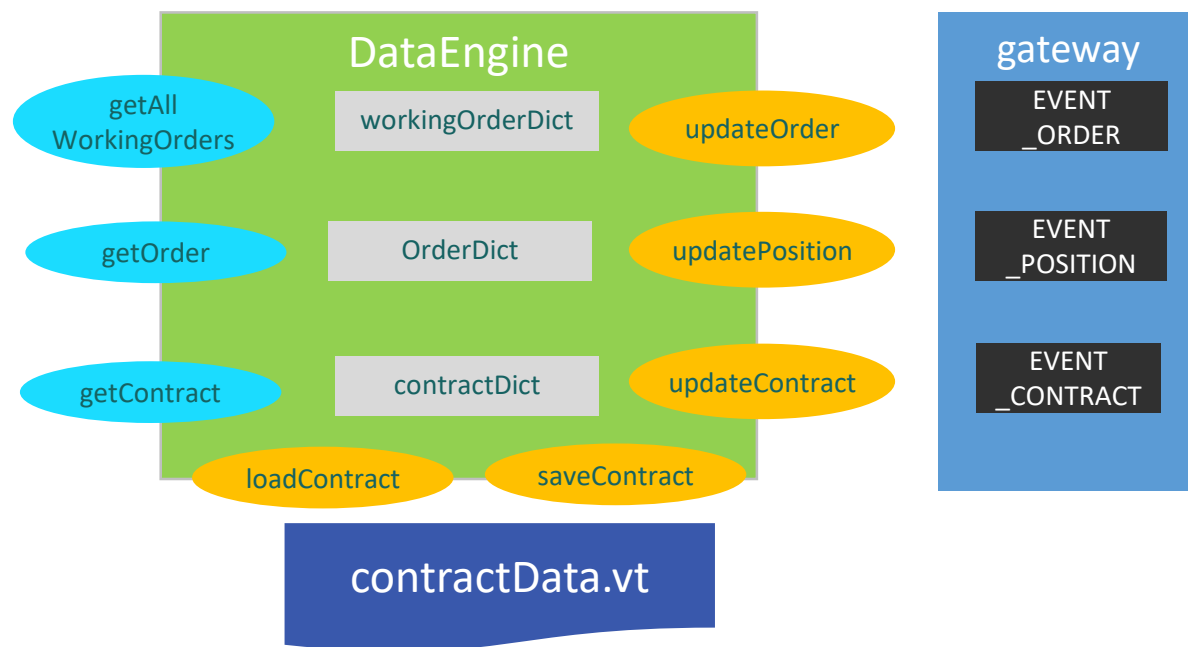 DataEngine
gateway
getAll
WorkingOrders
workingOrderDict
updateOrder
EVENT
_ORDER
getOrder
OrderDict
updatePosition
EVENT
_POSITION
getContract
contractDict
updateContract
EVENT
_CONTRACT
loadContract
saveContract
contractData.vt